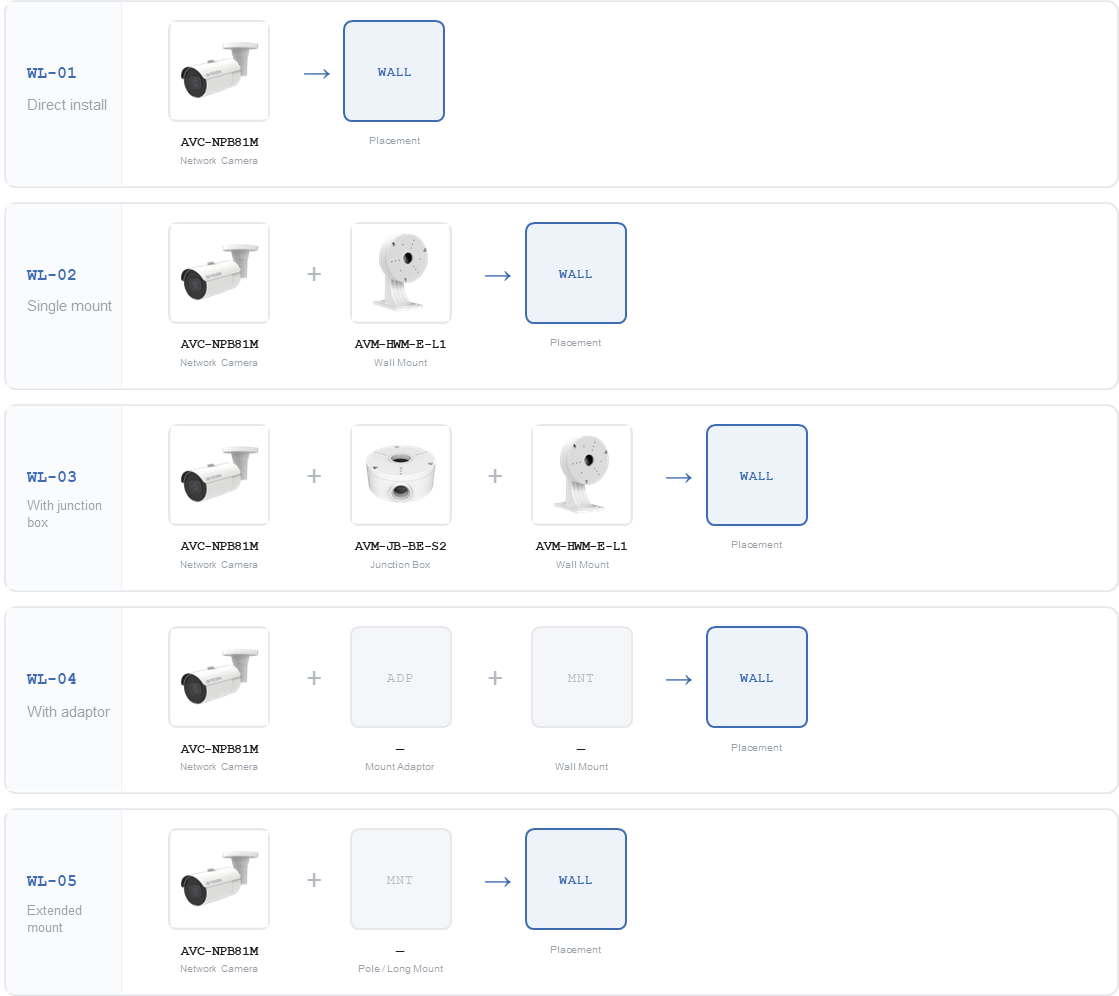 WL-01
Direct install
→
WALL
AVC-NPB81M
Network Camera
Placement
WL-02
Single mount
+
→
WALL
AVC-NPB81M
Network Camera
AVM-HWM-E-L1
Wall Mount
Placement
WL-03
With junction
box
+
+
→
WALL
AVC-NPB81M
Network Camera
AVM-JB-BE-S2
Junction Box
AVM-HWM-E-L1
Wall Mount
Placement
WL-04
With adaptor
+
ADP
+
MNT
→
WALL
AVC-NPB81M
Network Camera
—
Mount Adaptor
—
Wall Mount
Placement
WL-05
Extended
mount
+
MNT
→
WALL
AVC-NPB81M
Network Camera
—
Pole / Long Mount
Placement